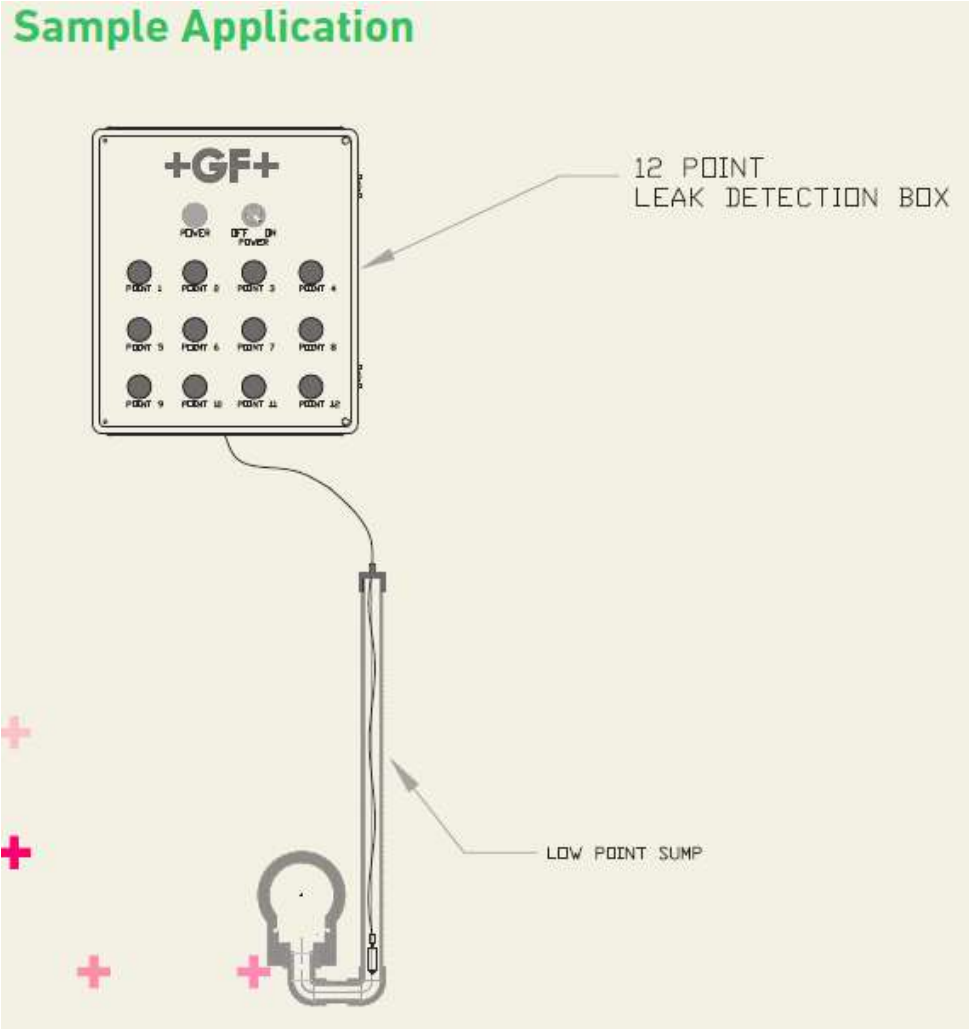 Sample Application
+GF+
12 POINT
LEAK DETECTION BOX
POWER
OFF ON
POWER
POINT 1 POINT 2 POINT 3 POINT 4
POINT 5 POINT 6 POINT 7 POINT 8
POINT 9 POINT 10 POINT 11 POINT 12
LOW POINT SUMP